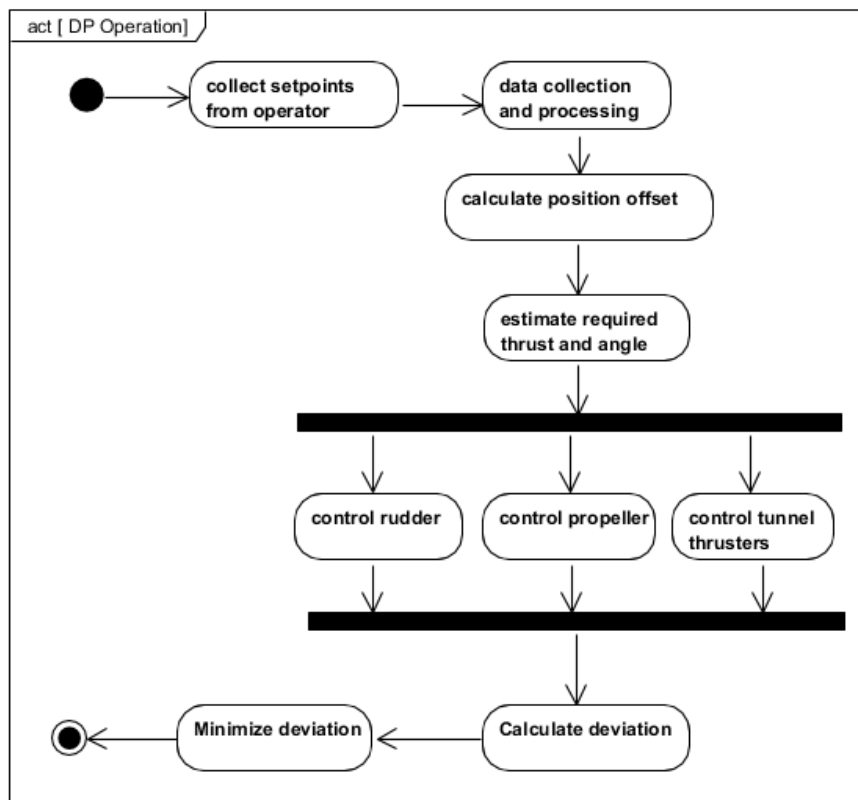 act [ DP Operation]
collect setpoints
from operator
data collection
and processing
calculate position offset
estimate required
thrust and angle
control rudder
control propeller
control tunnel
thrusters
Minimize deviation
Calculate deviation